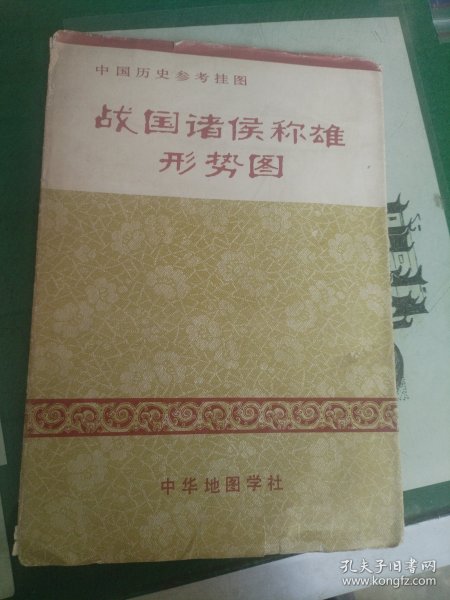 中国历史参考挂图
战国诸侯称雄
形势图
中华地图学社
孔夫子旧书网
www.kongfz.com